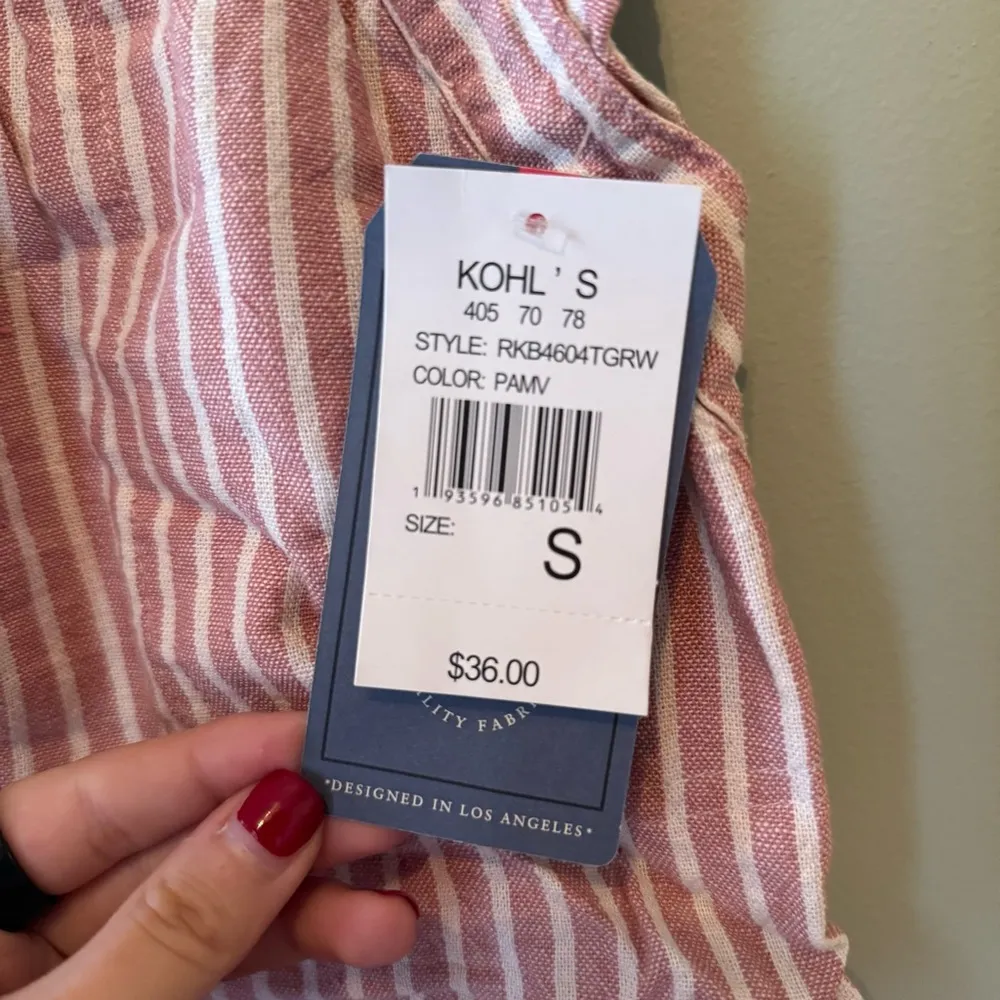 KOHL ' S
405 70 78
STYLE: RKB4604TGRW
COLOR: PAMV
1 93596 85105 4
SIZE:
S
$36.00
*DESIGNED IN LOS ANGELES*